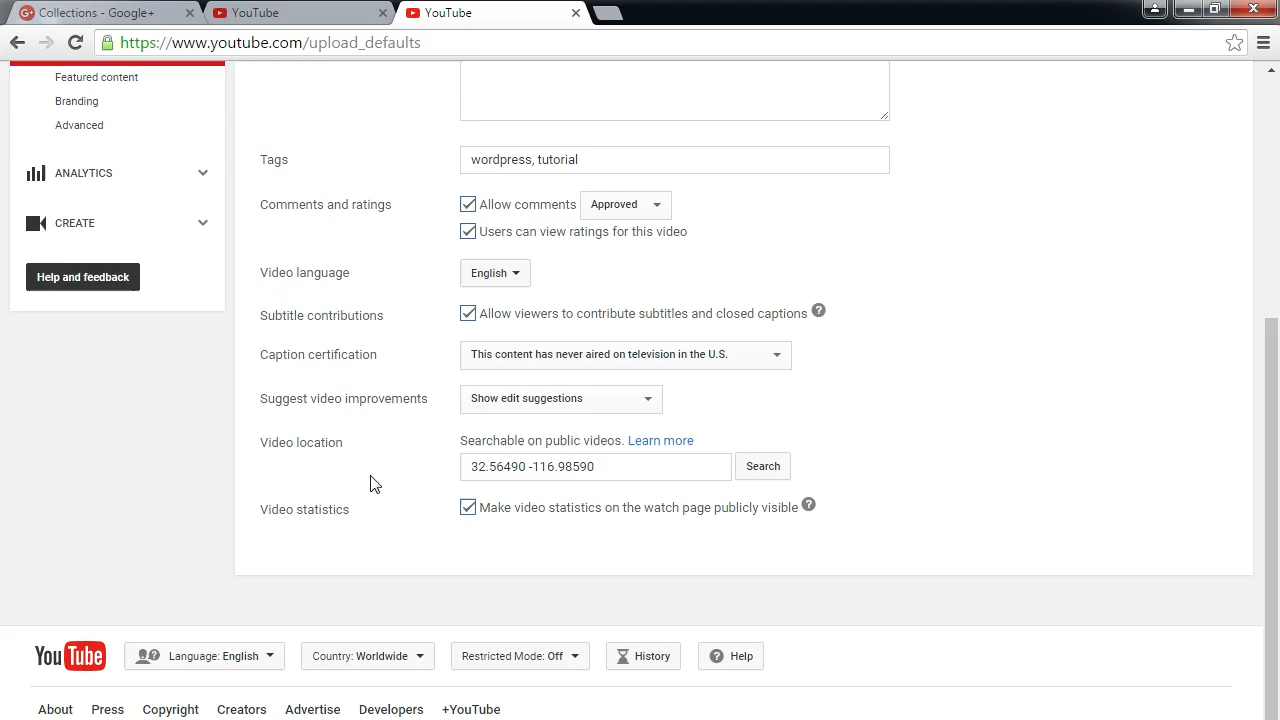 Collections - Google+
YouTube
YouTube
https://www.youtube.com/upload_defaults
Featured content
Branding
Advanced
ANALYTICS
CREATE
Help and feedback
Tags
wordpress, tutorial
Comments and ratings
Allow comments
Approved
Users can view ratings for this video
Video language
English
Subtitle contributions
Allow viewers to contribute subtitles and closed captions ?
Caption certification
This content has never aired on television in the U.S.
Suggest video improvements
Show edit suggestions
Video location
Searchable on public videos. Learn more
32.56490 -116.98590
Search
Video statistics
Make video statistics on the watch page publicly visible ?
YouTube
Language: English
Country: Worldwide
Restricted Mode: Off
History
Help
About
Press
Copyright
Creators
Advertise
Developers
+YouTube